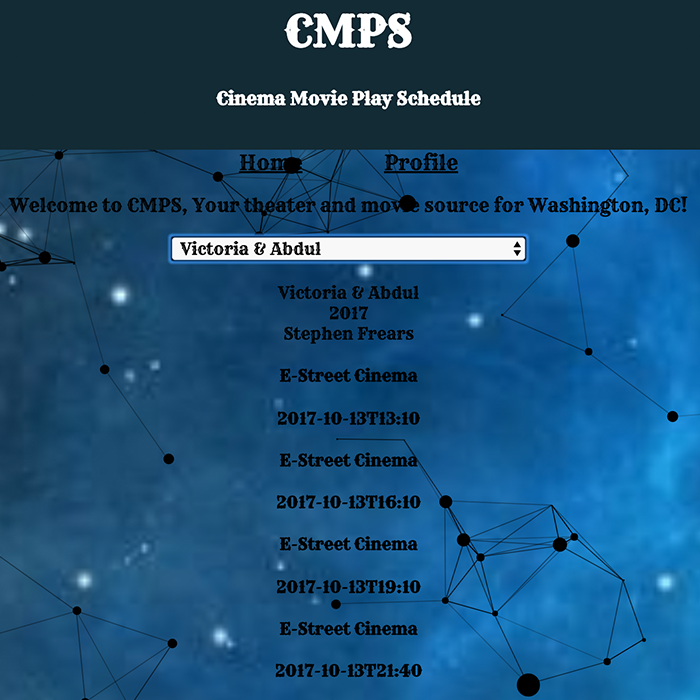 CMPS
Cinema Movie Play Schedule
Home Profile
Welcome to CMPS, Your theater and movie source for Washington, DC!
Victoria & Abdul
Victoria & Abdul
2017
Stephen Frears
E-Street Cinema
2017-10-13T13:10
E-Street Cinema
2017-10-13T16:10
E-Street Cinema
2017-10-13T19:10
E-Street Cinema
2017-10-13T21:40